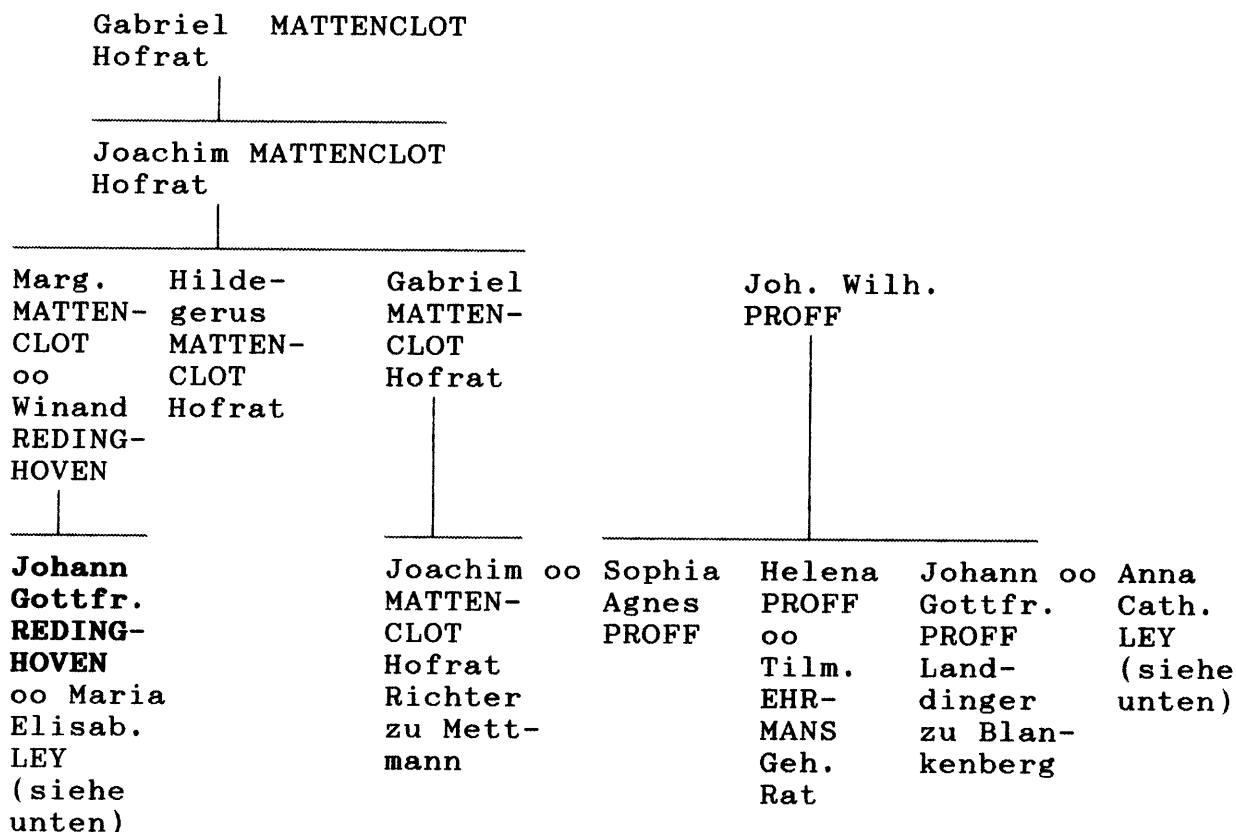 Gabriel MATTENCLOT
Hofrat
Joachim MATTENCLOT
Hofrat
Marg.
MATTEN-
CLOT
oo
Winand
REDING-
HOVEN
Hilde-
gerus
MATTEN-
CLOT
Hofrat
Gabriel
MATTEN-
CLOT
Hofrat
Joh. Wilh.
PROFF
Johann
Gottfr.
REDING-
HOVEN
oo Maria
Elisab.
LEY
(siehe
unten)
Joachim oo
MATTEN-
CLOT
Hofrat
Richter
zu Mett-
mann
Sophia
Agnes
PROFF
Helena
PROFF
oo
Tilm.
EHR-
MANS
Geh.
Rat
Johann oo
Gottfr.
PROFF
Land-
dinger
zu Blan-
kenberg
Anna
Cath.
LEY
(siehe
unten)